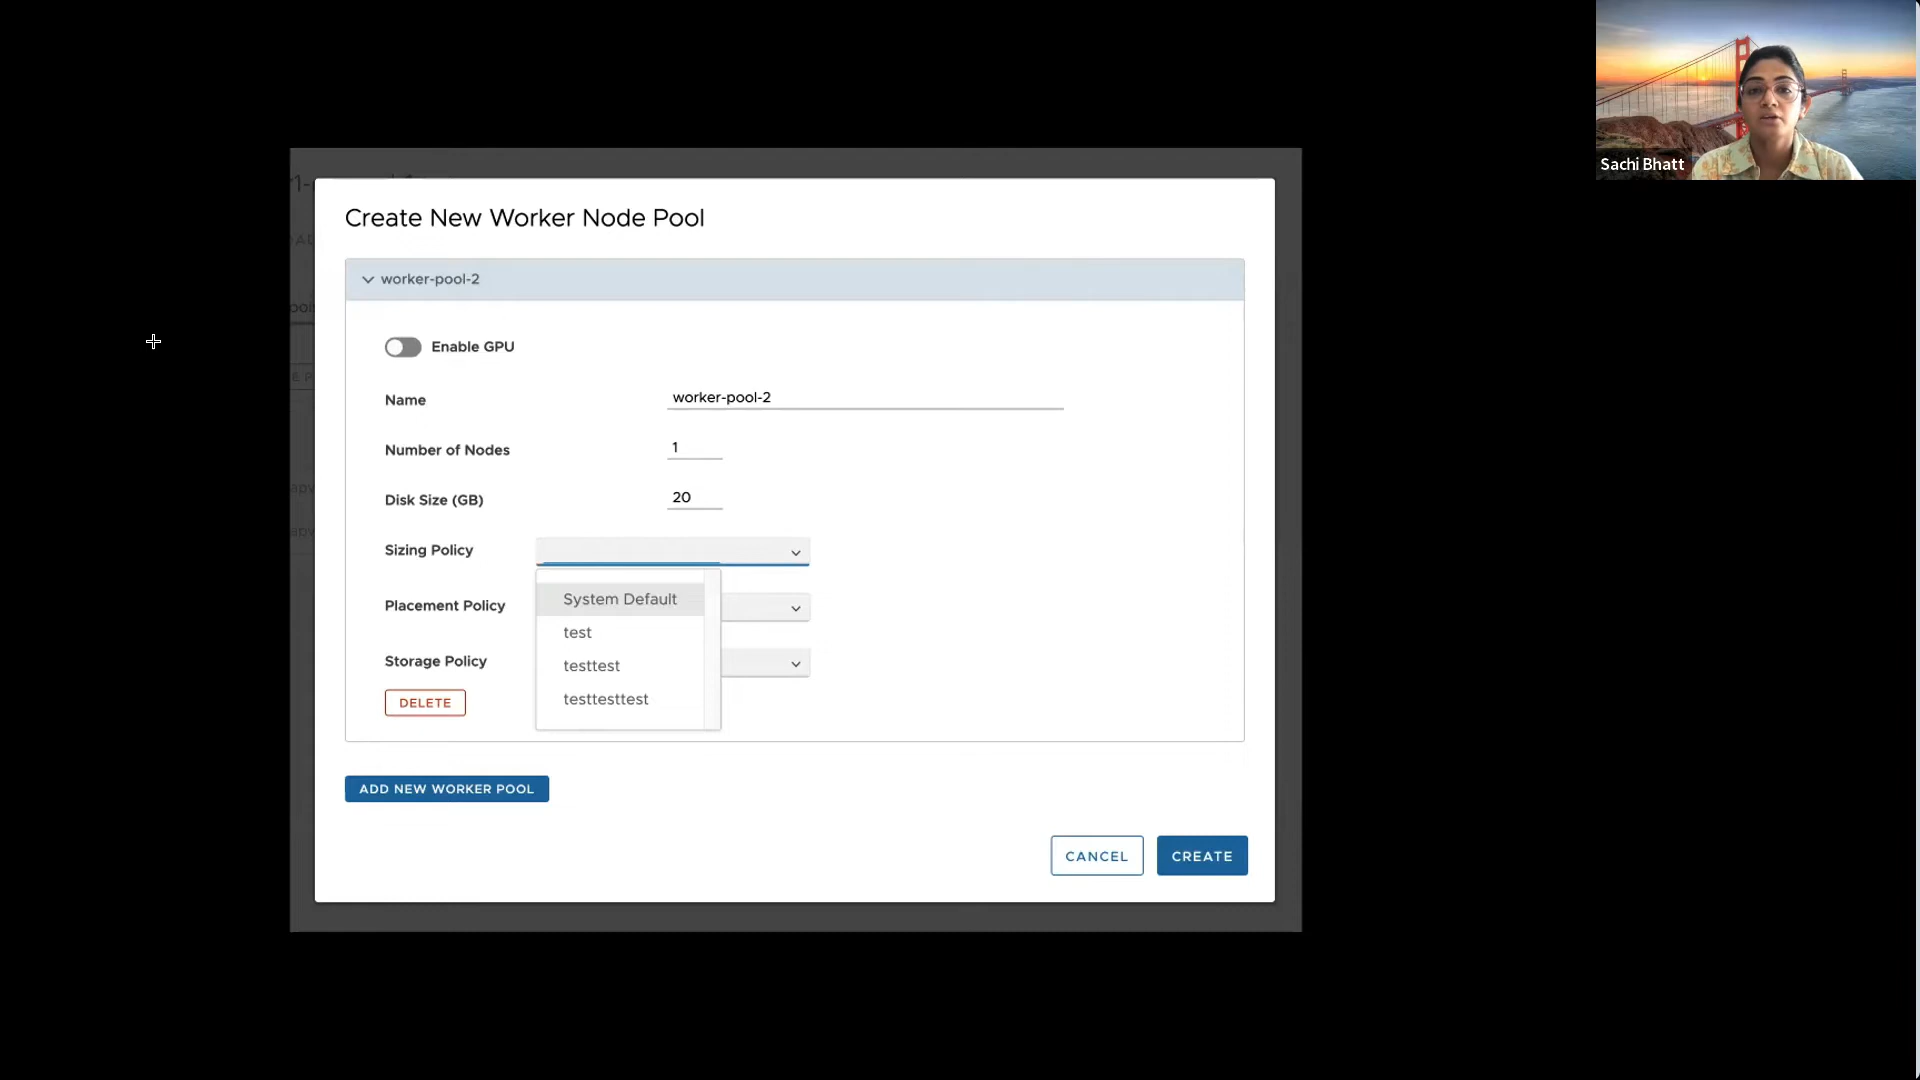 Sachi Bhatt
Create New Worker Node Pool
worker-pool-2
Enable GPU
Name
worker-pool-2
Number of Nodes
1
Disk Size (GB)
20
Sizing Policy
System Default
test
testtest
testtesttest
Placement Policy
Storage Policy
DELETE
ADD NEW WORKER POOL
CANCEL
CREATE